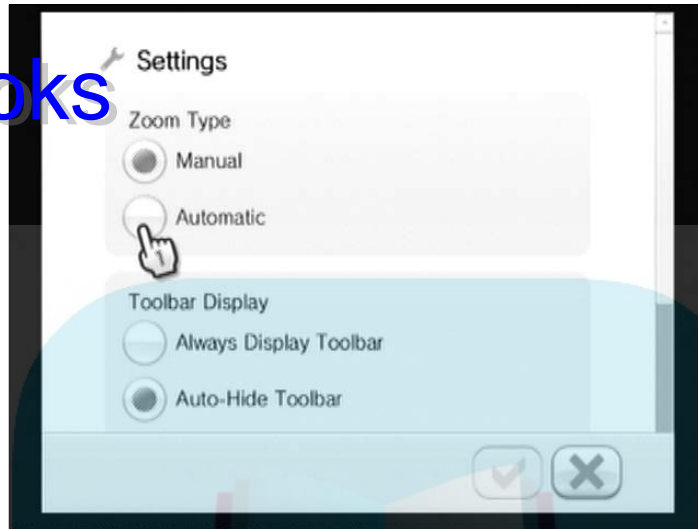 Settings
oks
Zoom Type
Manual
Automatic
1
Toolbar Display
Always Display Toolbar
Auto-Hide Toolbar